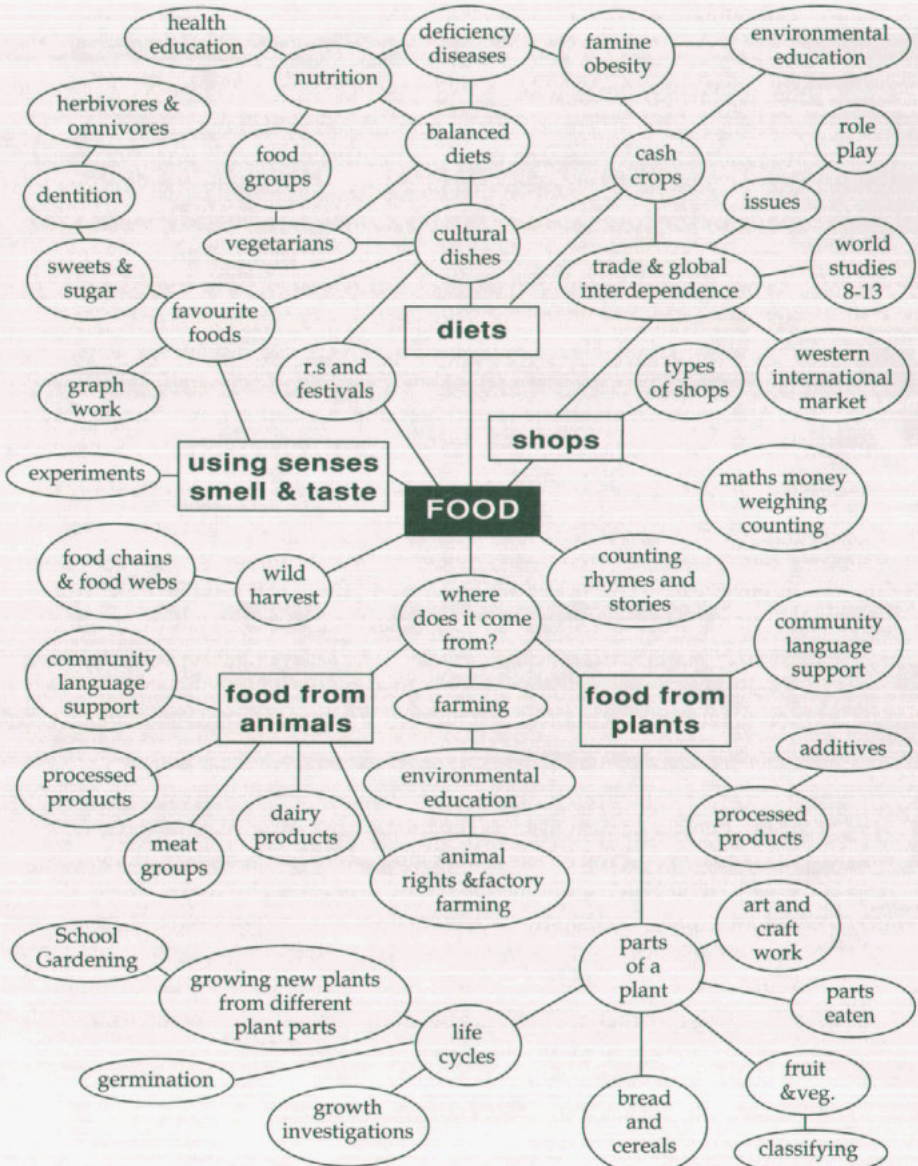 health
education
deficiency
diseases
famine
obesity
environmental
education
nutrition
herbivores &
omnivores
food
groups
balanced
diets
cash
crops
role
play
dentition
issues
vegetarians
cultural
dishes
sweets &
sugar
trade & global
interdependence
world
studies
8-13
favourite
foods
diets
graph
work
r.s and
festivals
types
of shops
western
international
market
shops
using senses
smell & taste
experiments
FOOD
maths money
weighing
counting
food chains
& food webs
wild
harvest
where
does it come
from?
counting
rhymes and
stories
community
language
support
community
language
support
food from
animals
farming
food from
plants
additives
processed
products
environmental
education
dairy
products
processed
products
meat
groups
animal
rights &factory
farming
art and
craft
work
School
Gardening
growing new plants
from different
plant parts
parts
of a
plant
parts
eaten
life
cycles
germination
growth
investigations
bread
and
cereals
fruit
&veg.
classifying